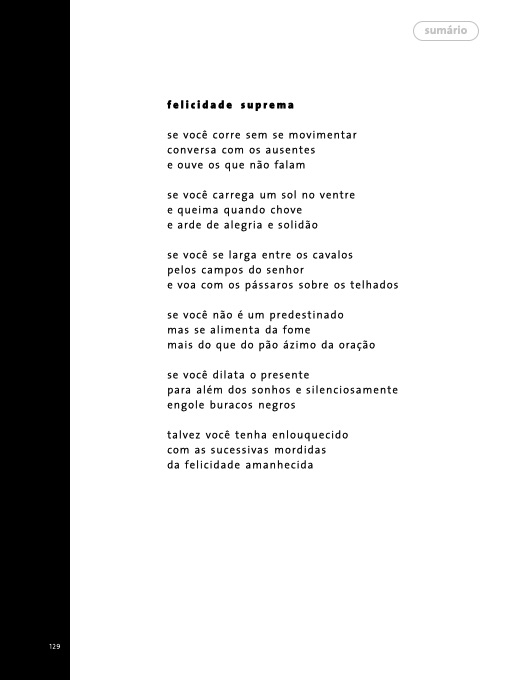 sumário
felicidade suprema
se você corre sem se movimentar
conversa com os ausentes
e ouve os que não falam
se você carrega um sol no ventre
e queima quando chove
e arde de alegria e solidão
se você se larga entre os cavalos
pelos campos do senhor
e voa com os pássaros sobre os telhados
se você não é um predestinado
mas se alimenta da fome
mais do que do pão ázimo da oração
se você dilata o presente
para além dos sonhos e silenciosamente
engole buracos negros
talvez você tenha enlouquecido
com as sucessivas mordidas
da felicidade amanhecida
129